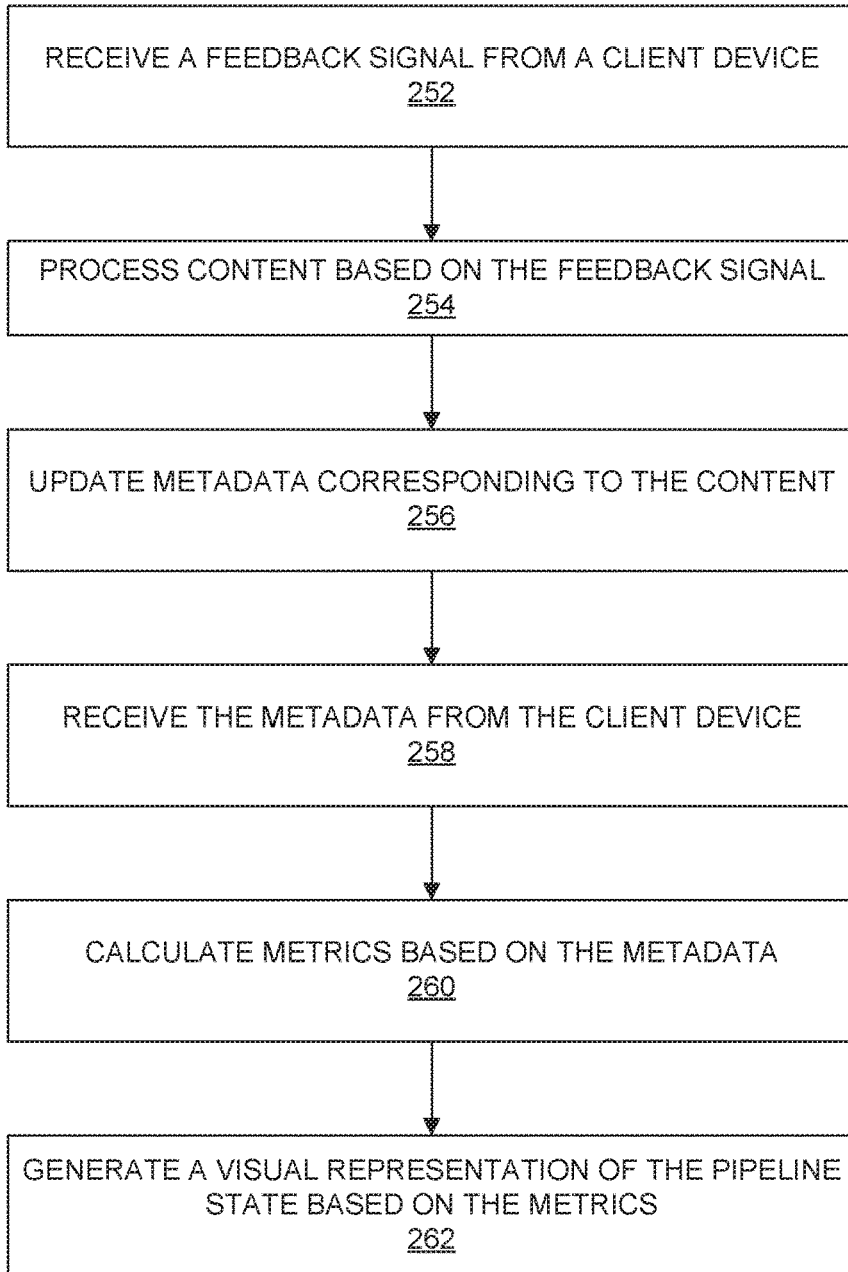 RECEIVE A FEEDBACK SIGNAL FROM A CLIENT DEVICE
252
PROCESS CONTENT BASED ON THE FEEDBACK SIGNAL
254
UPDATE METADATA CORRESPONDING TO THE CONTENT
256
RECEIVE THE METADATA FROM THE CLIENT DEVICE
258
CALCULATE METRICS BASED ON THE METADATA
260
GENERATE A VISUAL REPRESENTATION OF THE PIPELINE
STATE BASED ON THE METRICS
262